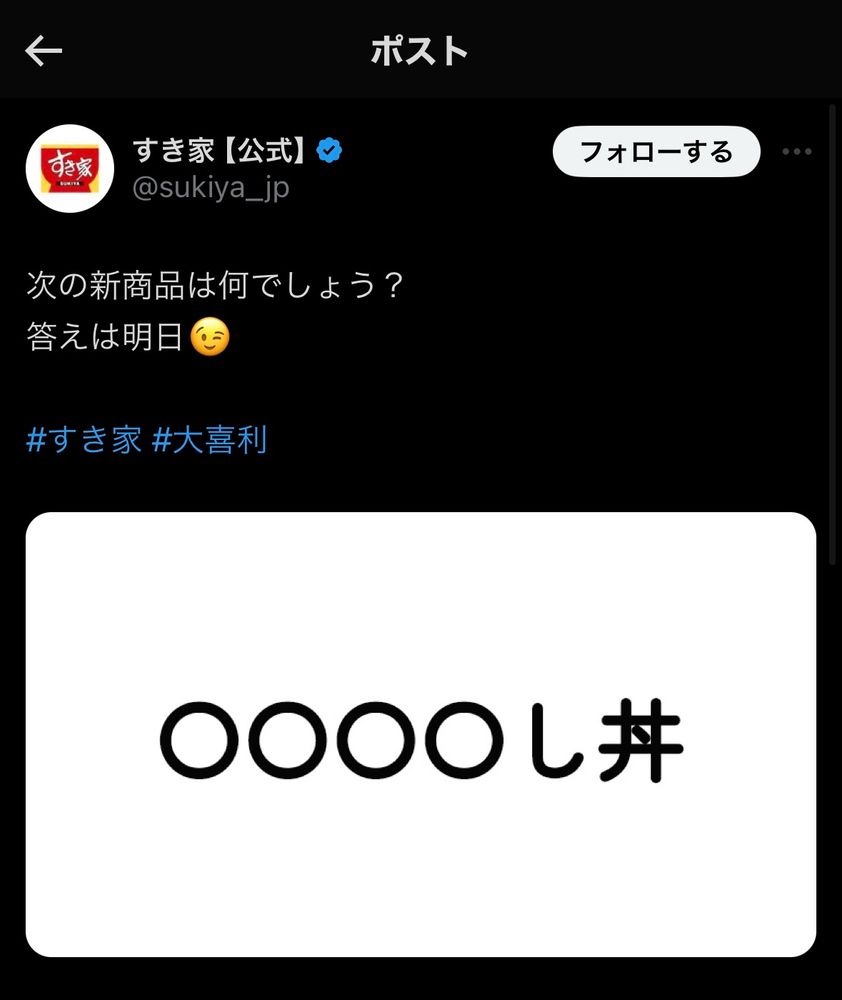 ポスト
すき家
SUKIYA
すき家【公式】
@sukiya_jp
フォローする
次の新商品は何でしょう？
答えは明日😉
#すき家 #大喜利
〇〇〇〇し丼